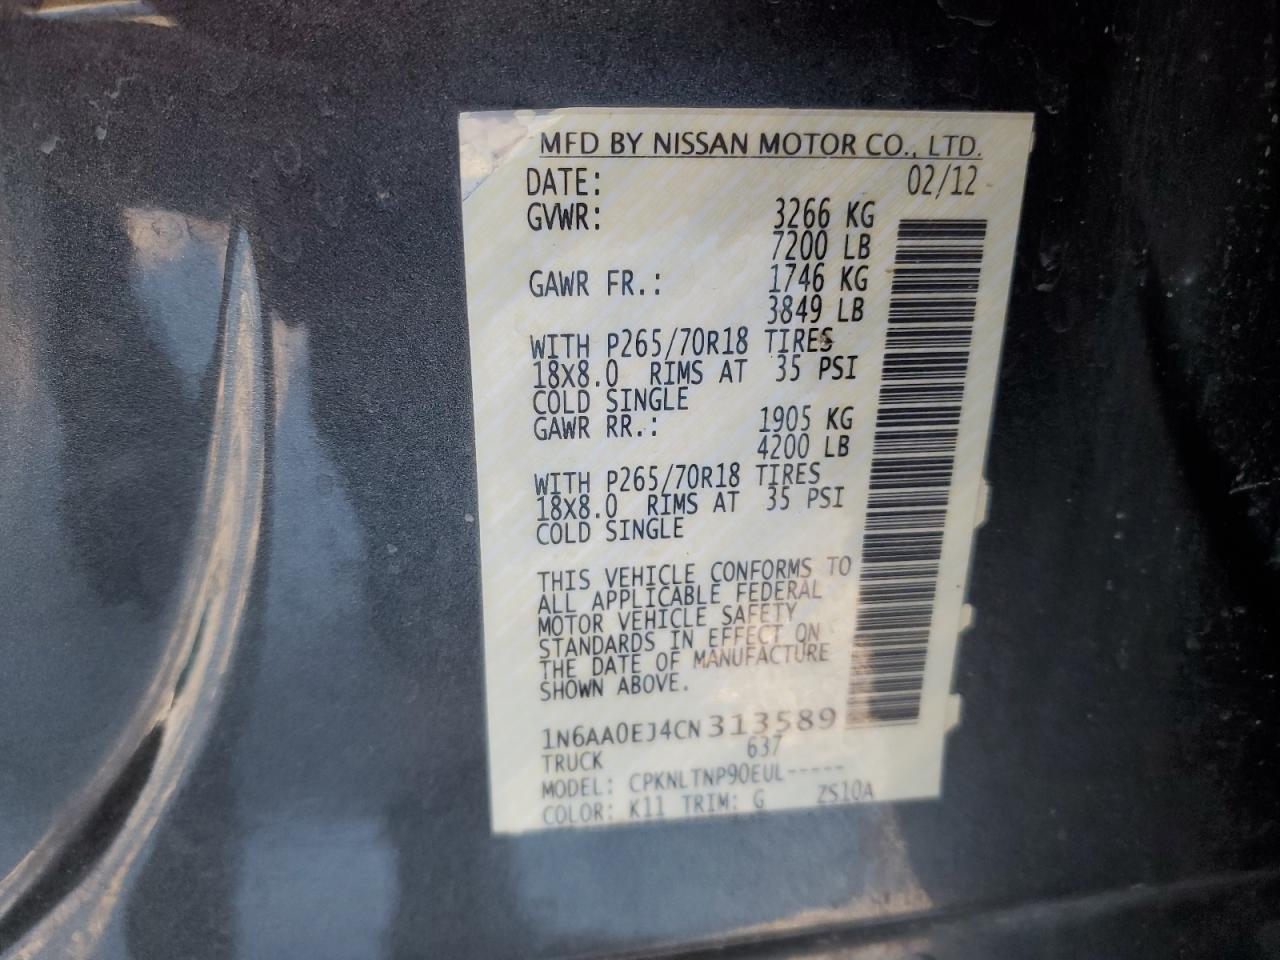 MFD BY NISSAN MOTOR CO., LTD.
DATE: 02/12
GVWR: 3266 KG
7200 LB
GAWR FR.: 1746 KG
3849 LB
WITH P265/70R18 TIRES
18X8.0 RIMS AT 35 PSI
COLD SINGLE
GAWR RR.: 1905 KG
4200 LB
WITH P265/70R18 TIRES
18X8.0 RIMS AT 35 PSI
COLD SINGLE
THIS VEHICLE CONFORMS TO
ALL APPLICABLE FEDERAL
MOTOR VEHICLE SAFETY
STANDARDS IN EFFECT ON
THE DATE OF MANUFACTURE
SHOWN ABOVE.
1N6AA0EJ4CN313589
TRUCK 637
MODEL: CPKNLTNP90EUL-----
COLOR: K11 TRIM: G ZS10A